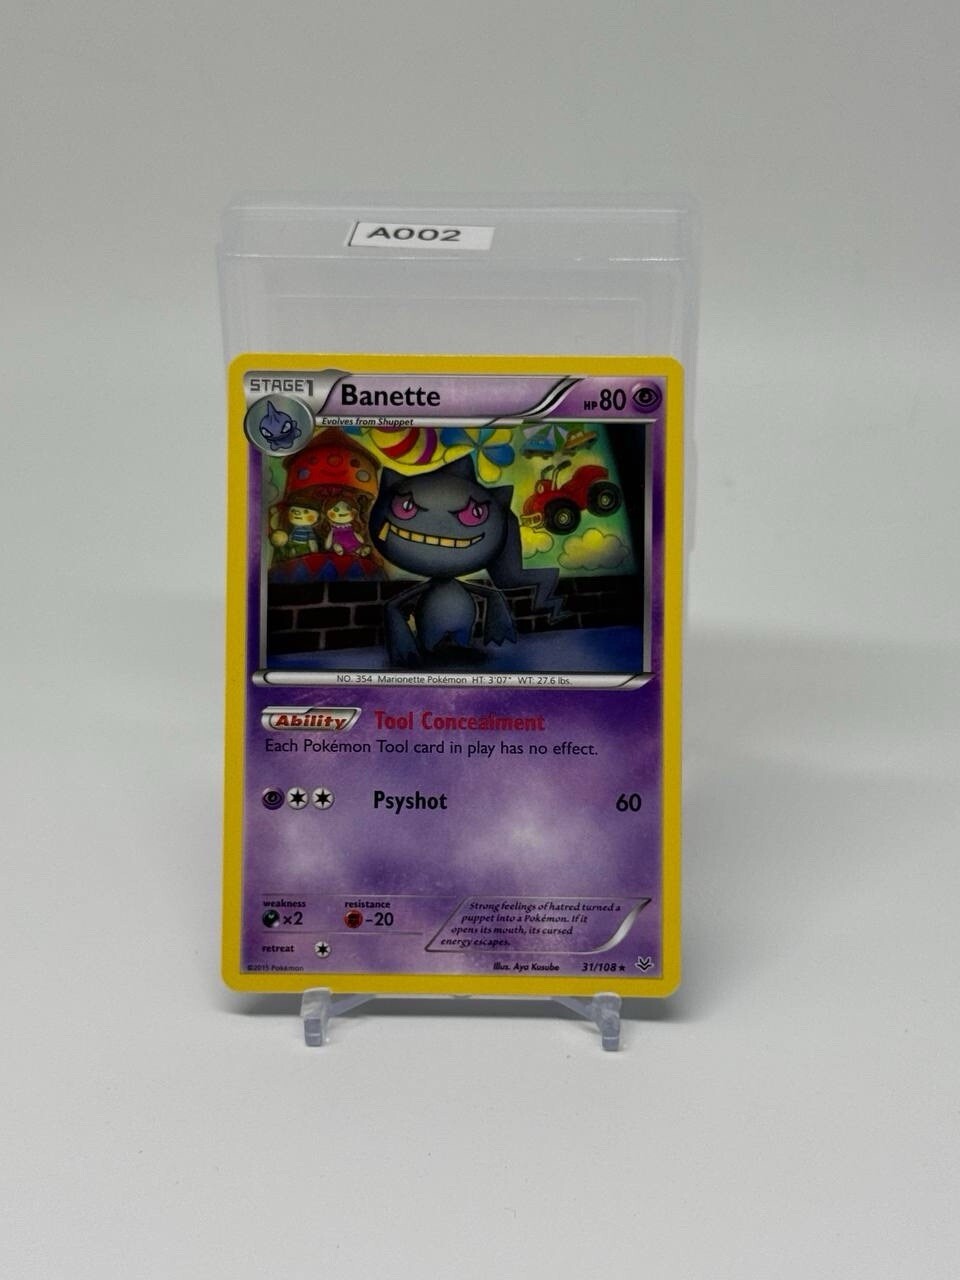 A002
STAGE1
Banette
HP80
Evolves from Shuppet
NO. 354 Marionette Pokémon HT: 3'07" WT: 27.6 lbs.
Ability Tool Concealment
Each Pokémon Tool card in play has no effect.
Psyshot 60
weakness resistance
×2 -20
retreat
Strong feelings of hatred turned a
puppet into a Pokémon. If it
opens its mouth, its cursed
energy escapes.
©2015 Pokémon Illus. Aya Kusube 31/108